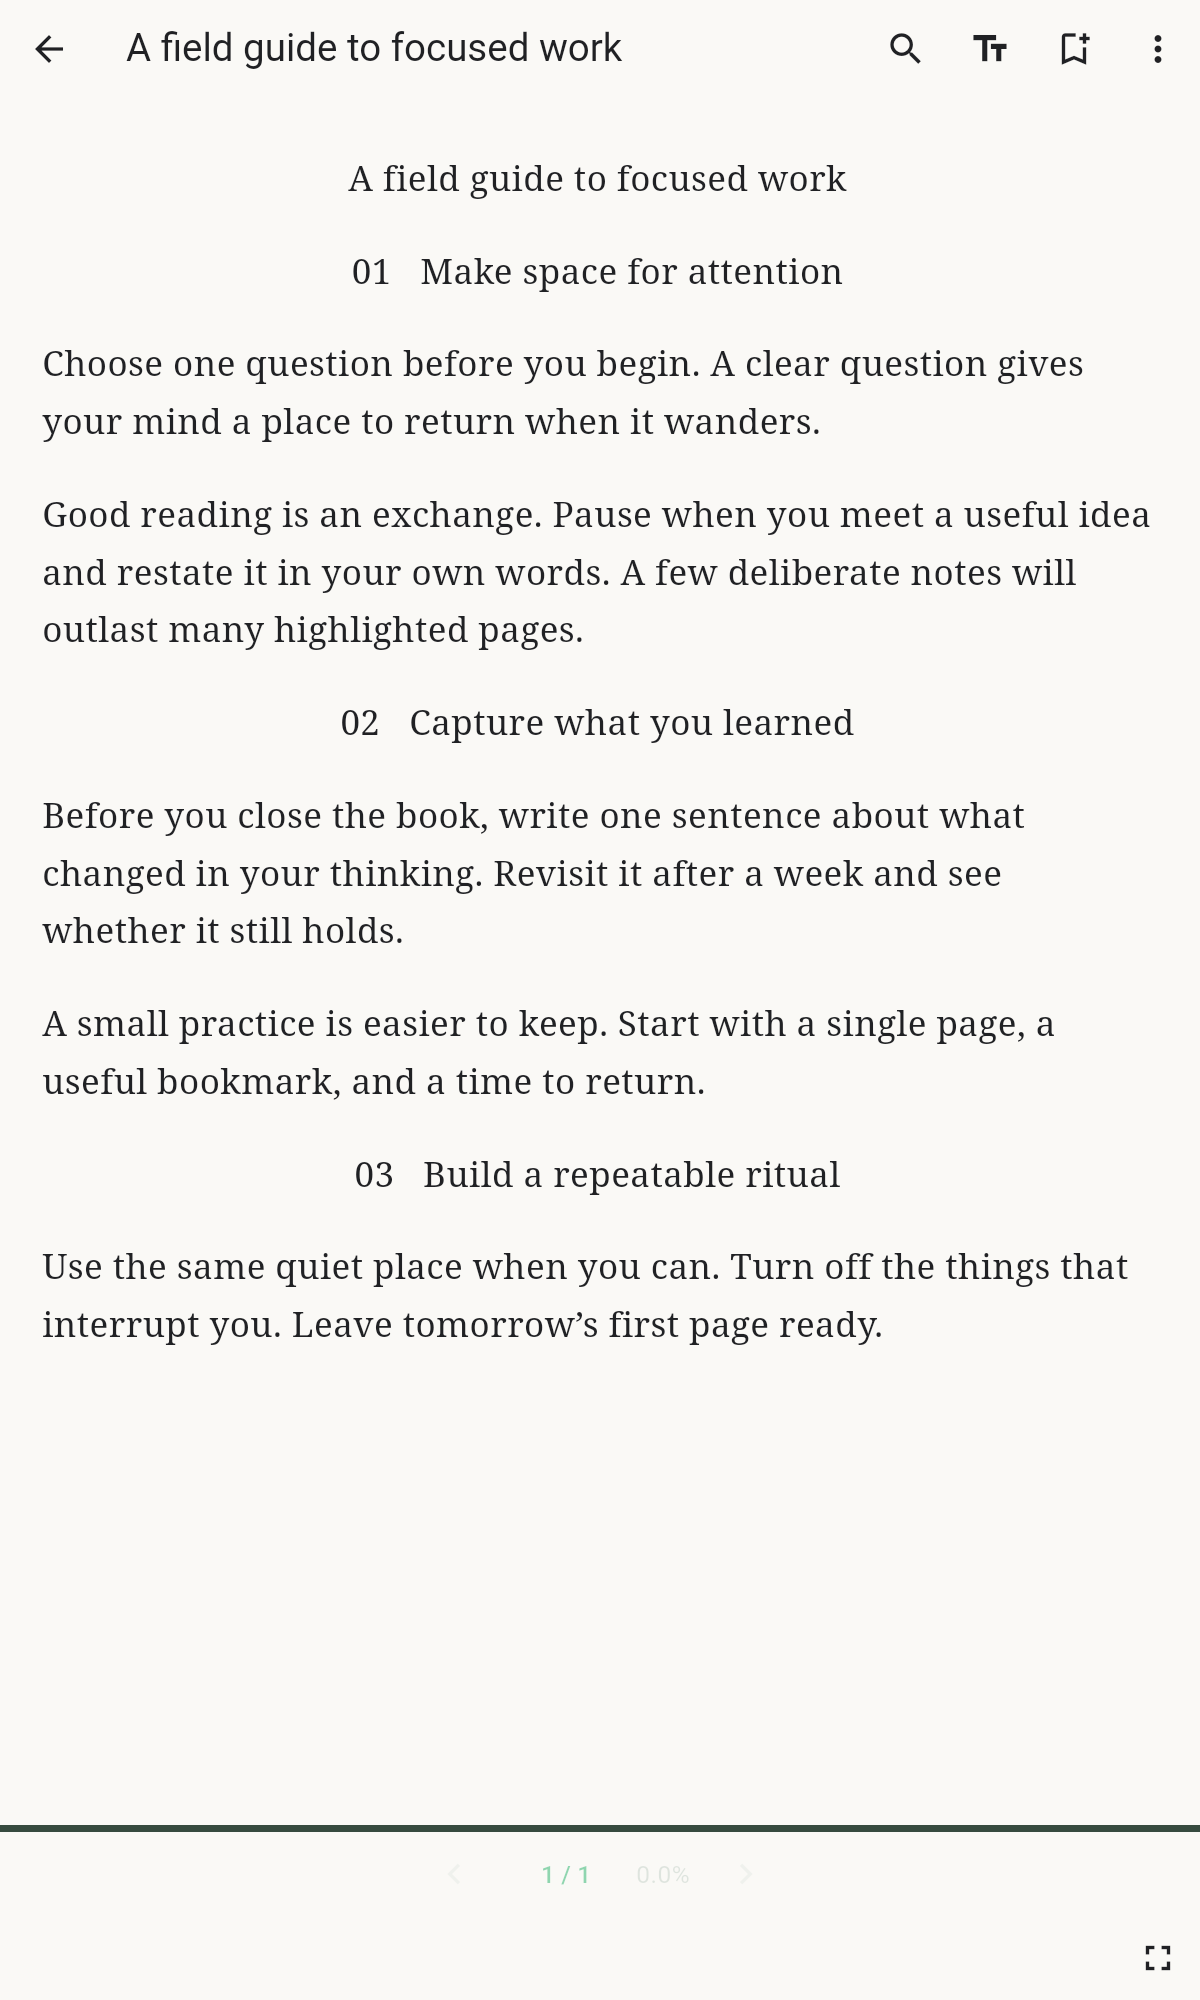 A field guide to focused work
A field guide to focused work
01 Make space for attention
Choose one question before you begin. A clear question gives
your mind a place to return when it wanders.
Good reading is an exchange. Pause when you meet a useful idea
and restate it in your own words. A few deliberate notes will
outlast many highlighted pages.
02 Capture what you learned
Before you close the book, write one sentence about what
changed in your thinking. Revisit it after a week and see
whether it still holds.
A small practice is easier to keep. Start with a single page, a
useful bookmark, and a time to return.
03 Build a repeatable ritual
Use the same quiet place when you can. Turn off the things that
interrupt you. Leave tomorrow’s first page ready.
1 / 1 0.0%